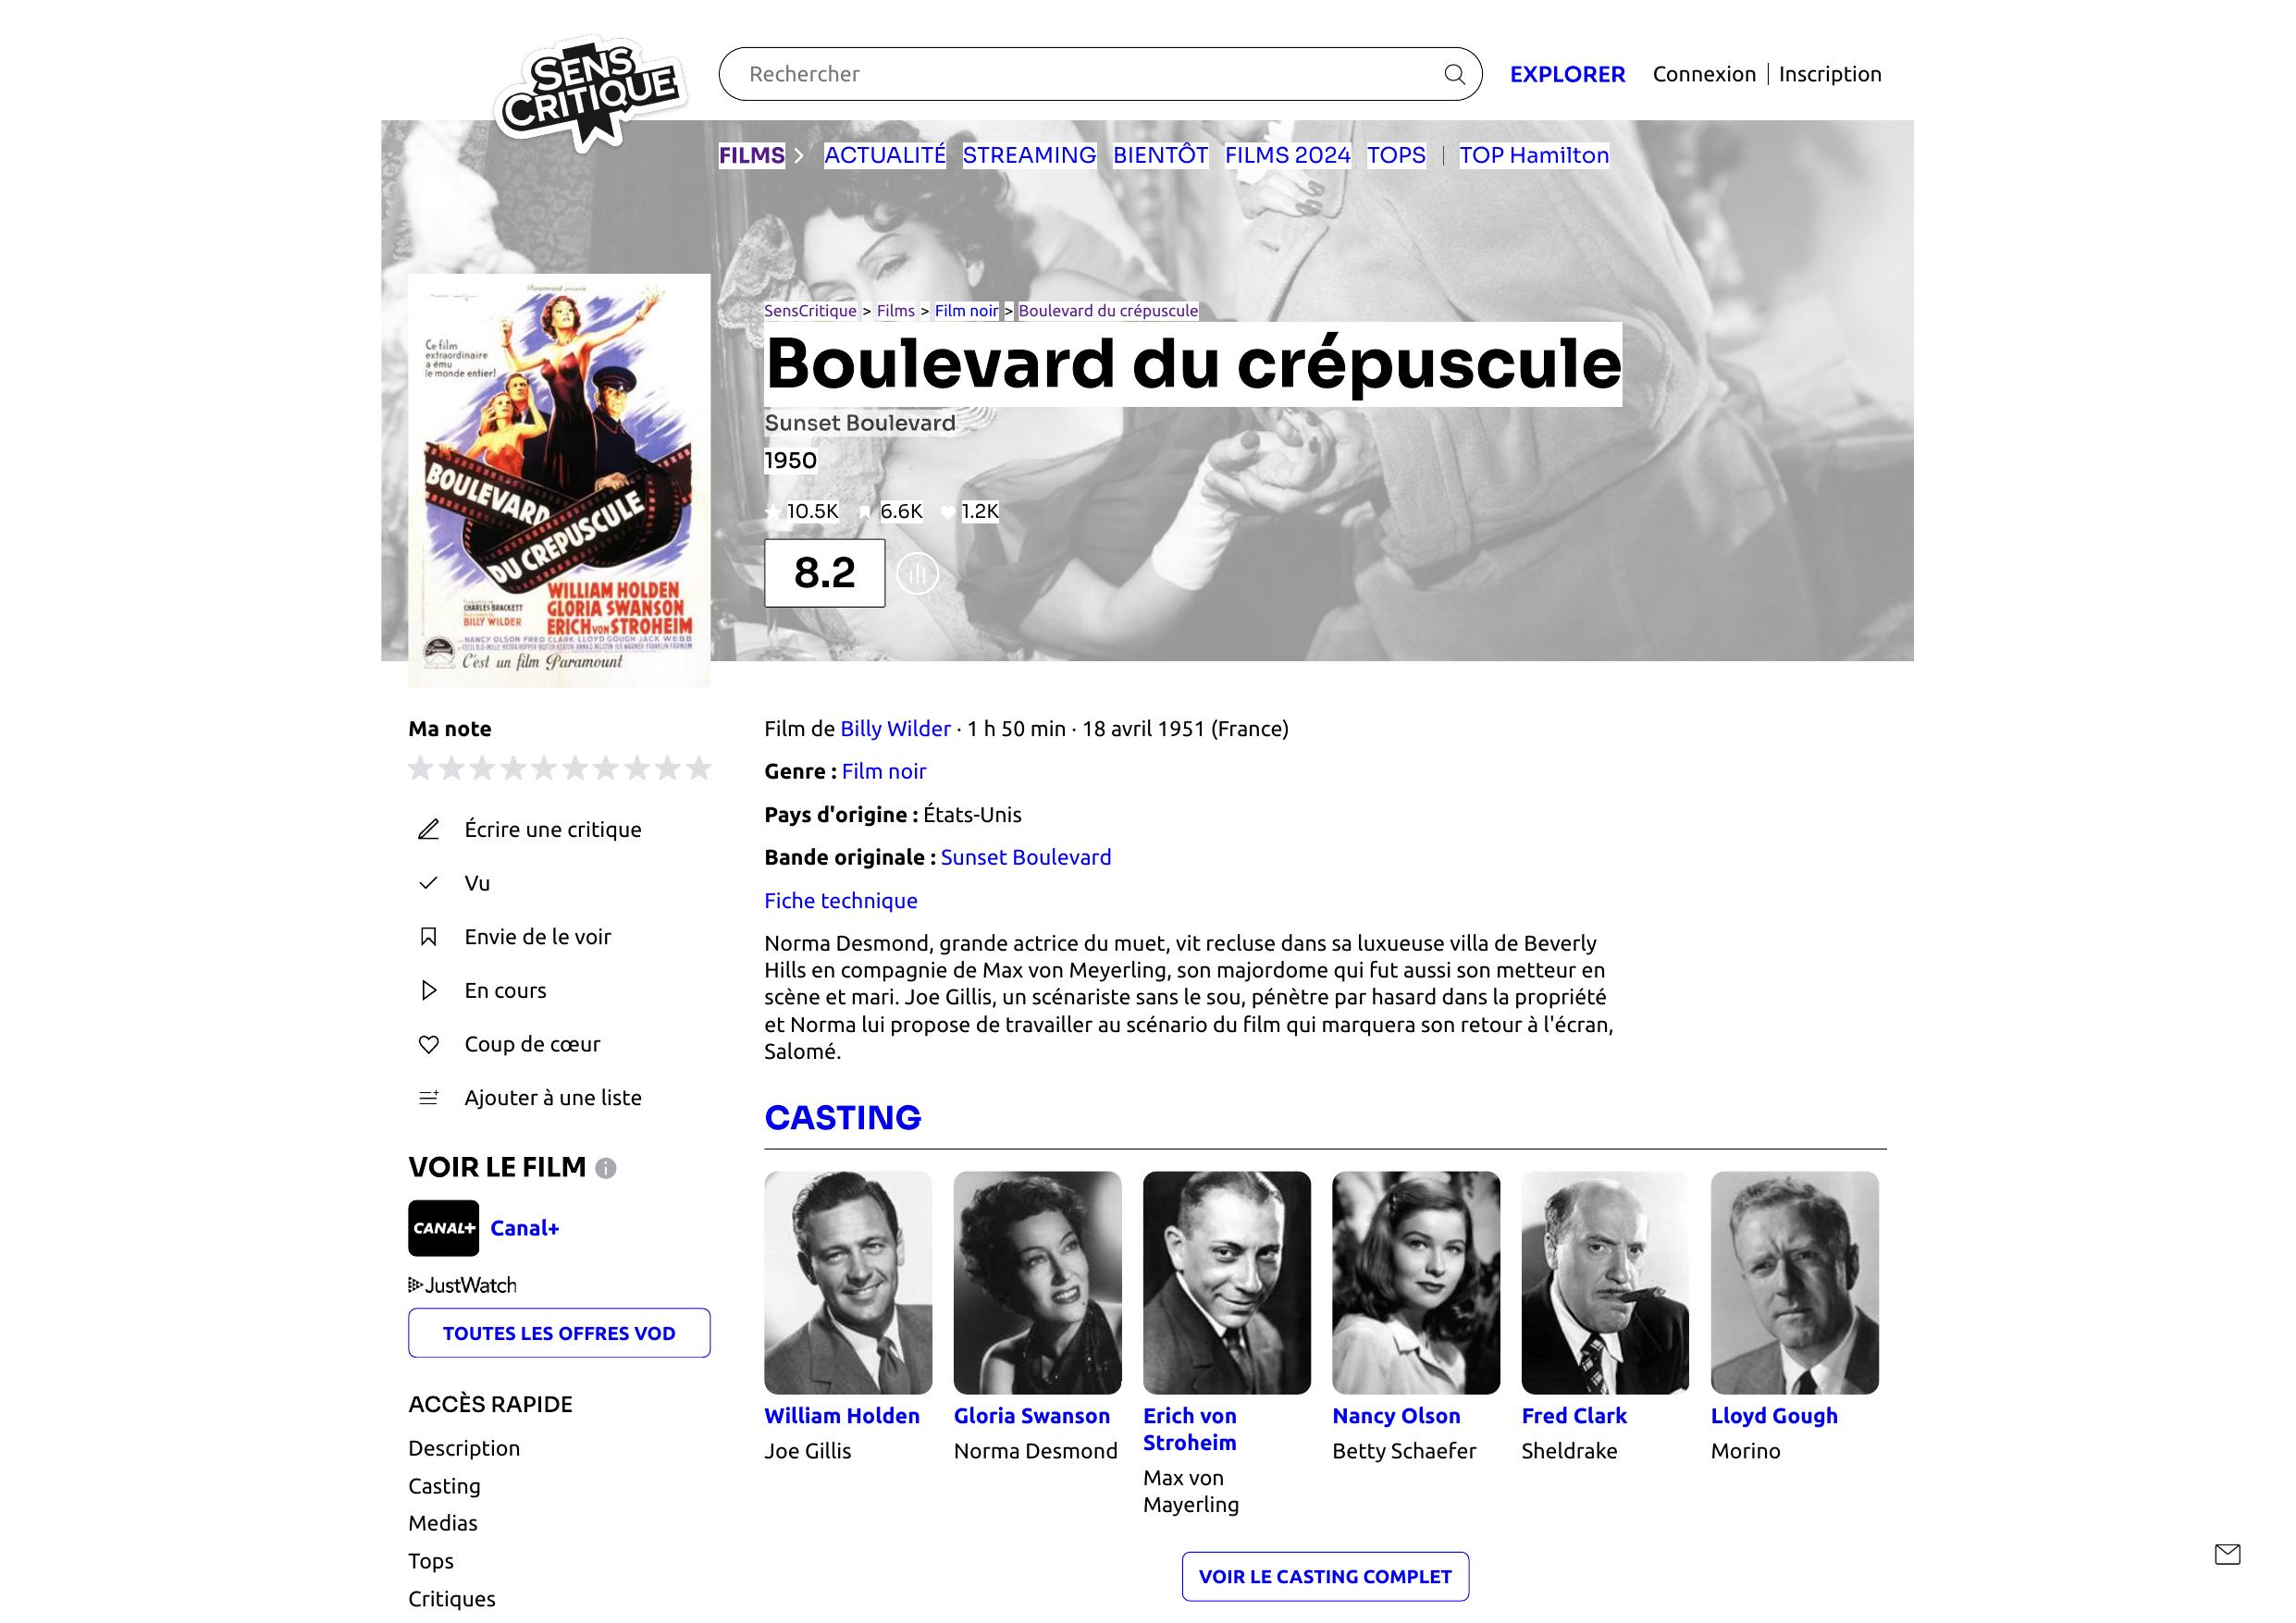 SENS CRITIQUE
Rechercher
EXPLORER
Connexion
Inscription
FILMS
ACTUALITÉ
STREAMING
BIENTÔT
FILMS 2024
TOPS
TOP Hamilton
Ce film
extraordinaire
a ému
le monde entier!
BOULEVARD
DU CREPUSCULE
WILLIAM HOLDEN
GLORIA SWANSON
ERICH VON STROHEIM
CHARLES BRACKETT
BILLY WILDER
C'est un film Paramount
SensCritique > Films > Film noir > Boulevard du crépuscule
Boulevard du crépuscule
Sunset Boulevard
1950
10.5K 6.6K 1.2K
8.2
Ma note
Écrire une critique
Vu
Envie de le voir
En cours
Coup de cœur
Ajouter à une liste
VOIR LE FILM
CANAL+
Canal+
JustWatch
TOUTES LES OFFRES VOD
ACCÈS RAPIDE
Description
Casting
Medias
Tops
Critiques
Film de Billy Wilder · 1 h 50 min · 18 avril 1951 (France)
Genre : Film noir
Pays d'origine : États-Unis
Bande originale : Sunset Boulevard
Fiche technique
Norma Desmond, grande actrice du muet, vit recluse dans sa luxueuse villa de Beverly
Hills en compagnie de Max von Meyerling, son majordome qui fut aussi son metteur en
scène et mari. Joe Gillis, un scénariste sans le sou, pénètre par hasard dans la propriété
et Norma lui propose de travailler au scénario du film qui marquera son retour à l'écran,
Salomé.
CASTING
William Holden
Joe Gillis
Gloria Swanson
Norma Desmond
Erich von
Stroheim
Max von
Mayerling
Nancy Olson
Betty Schaefer
Fred Clark
Sheldrake
Lloyd Gough
Morino
VOIR LE CASTING COMPLET